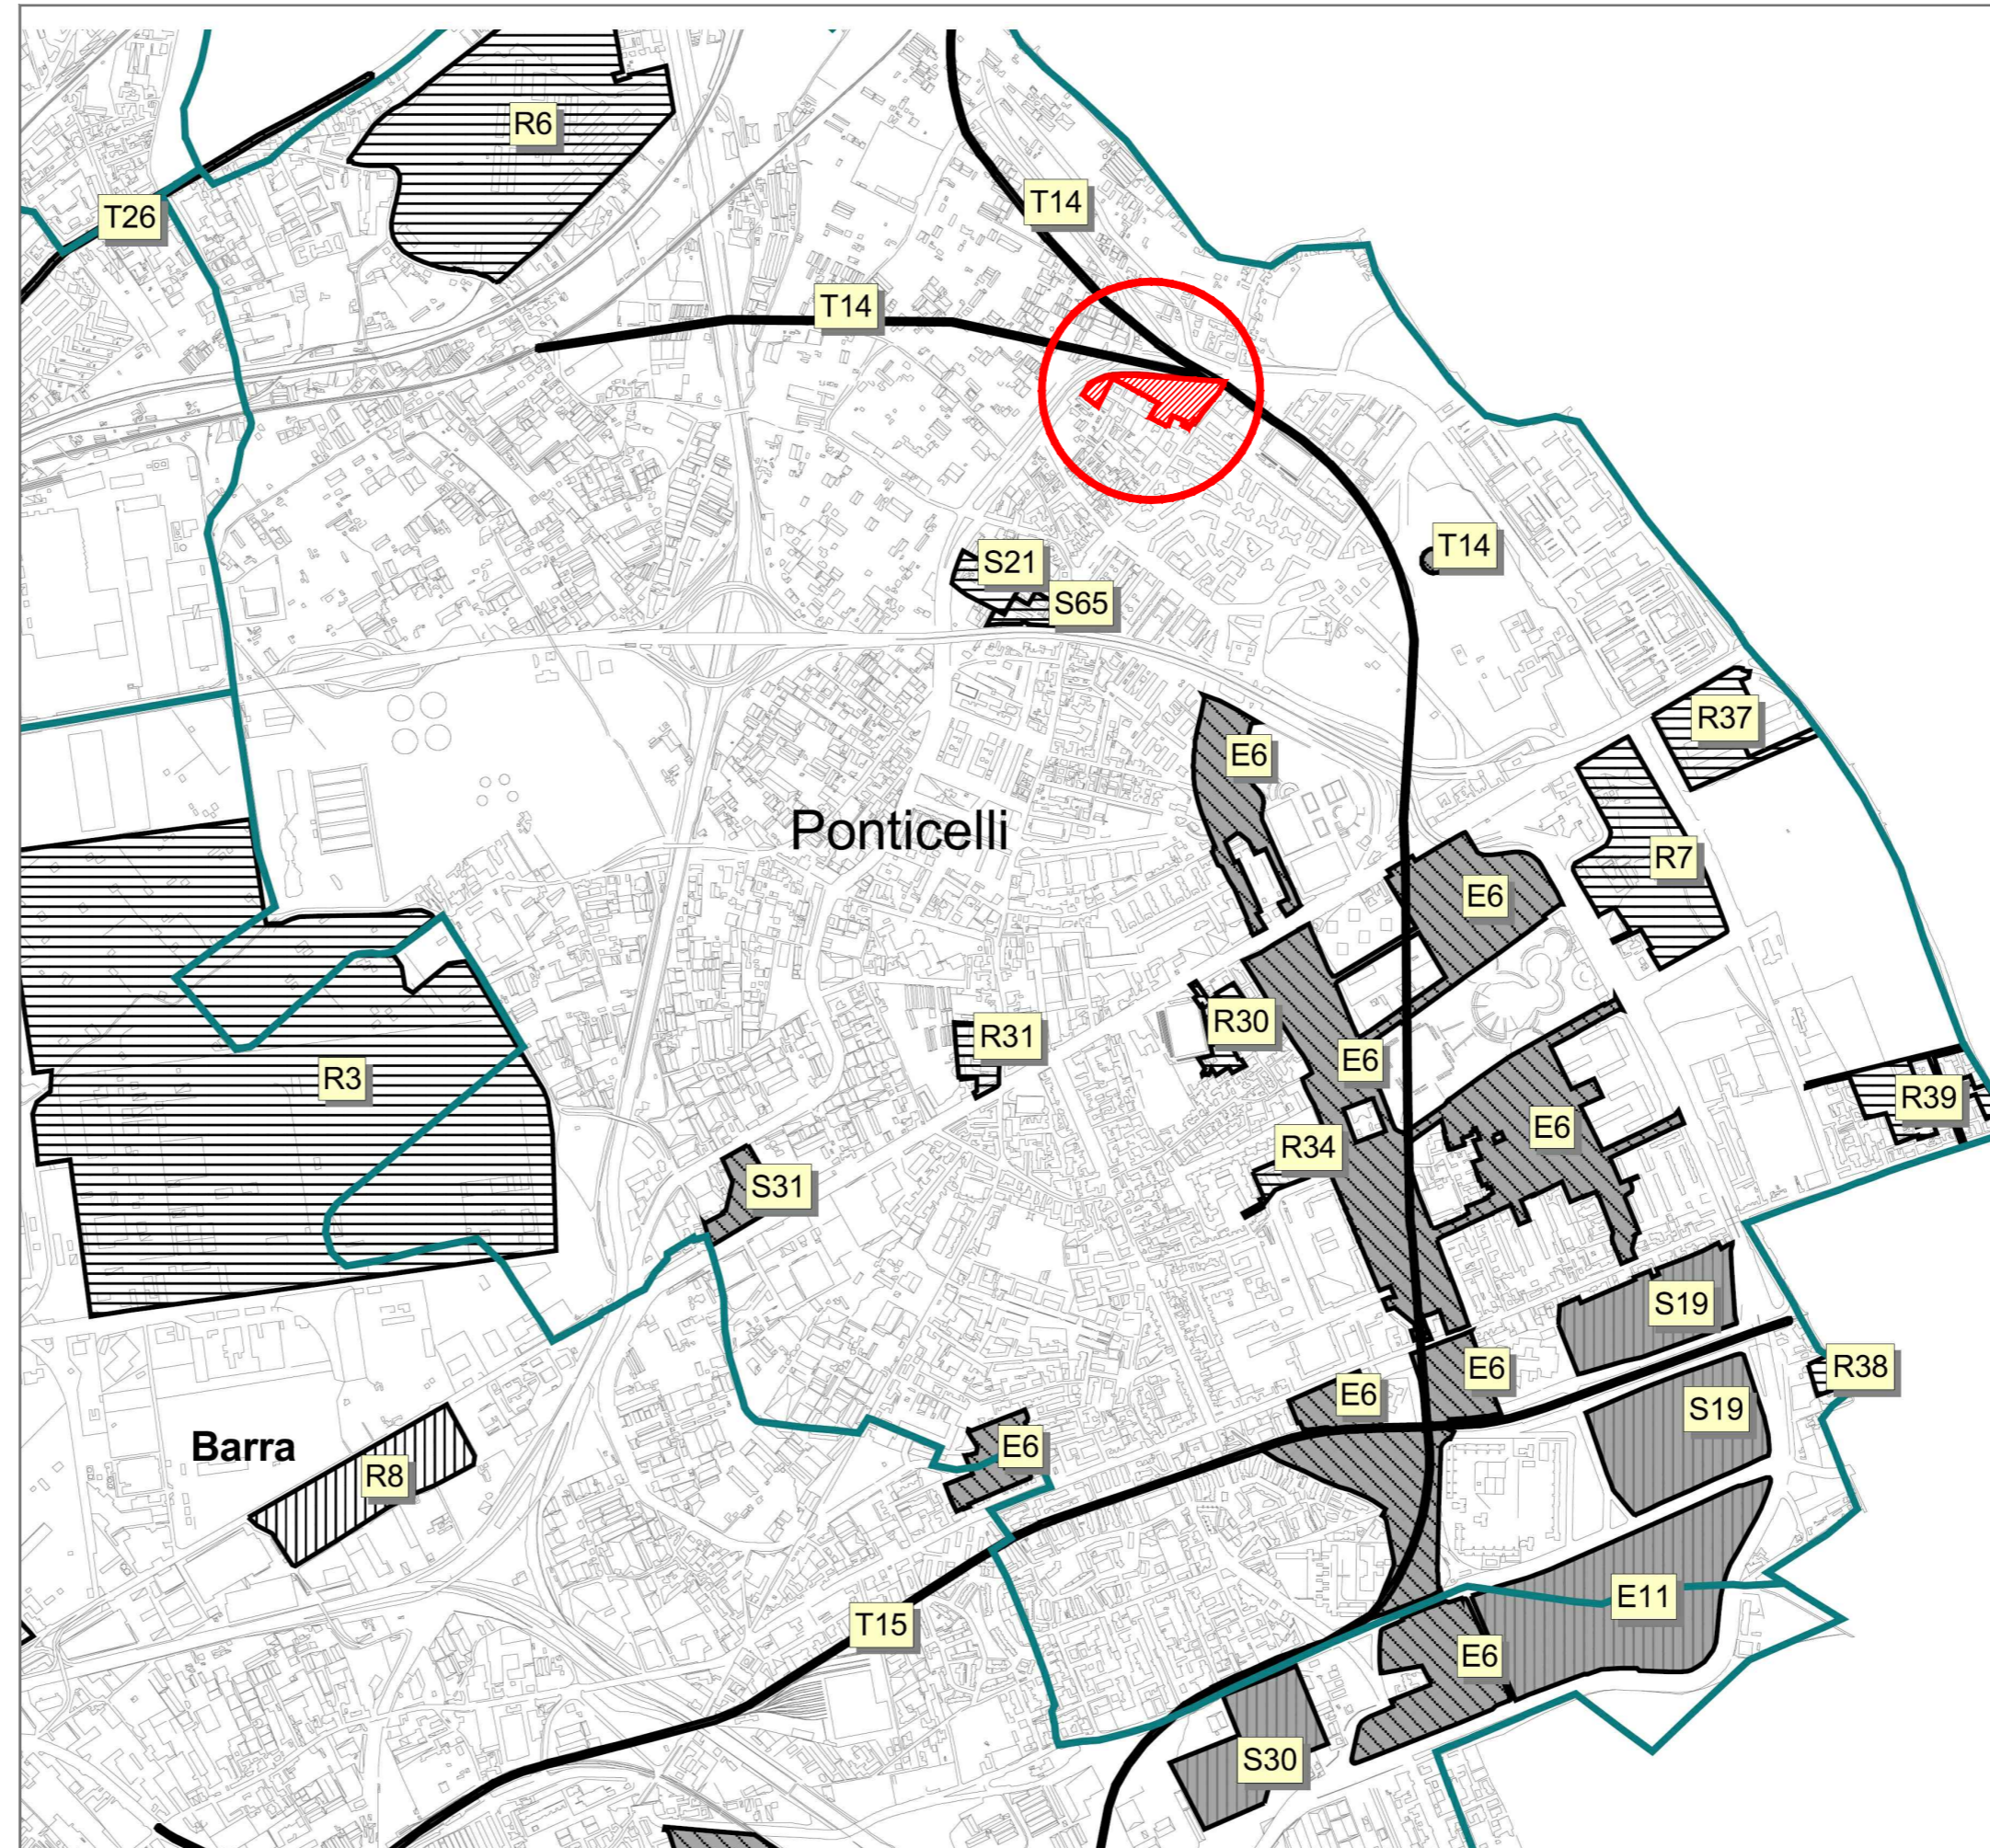 R6
T26
T14
T14
T14
S21
S65
R37
E6
Ponticelli
R7
E6
R30
R31
E6
R3
R39
E6
R34
S31
S19
R38
E6
E6
S19
Barra
E6
R8
E11
T15
E6
S30